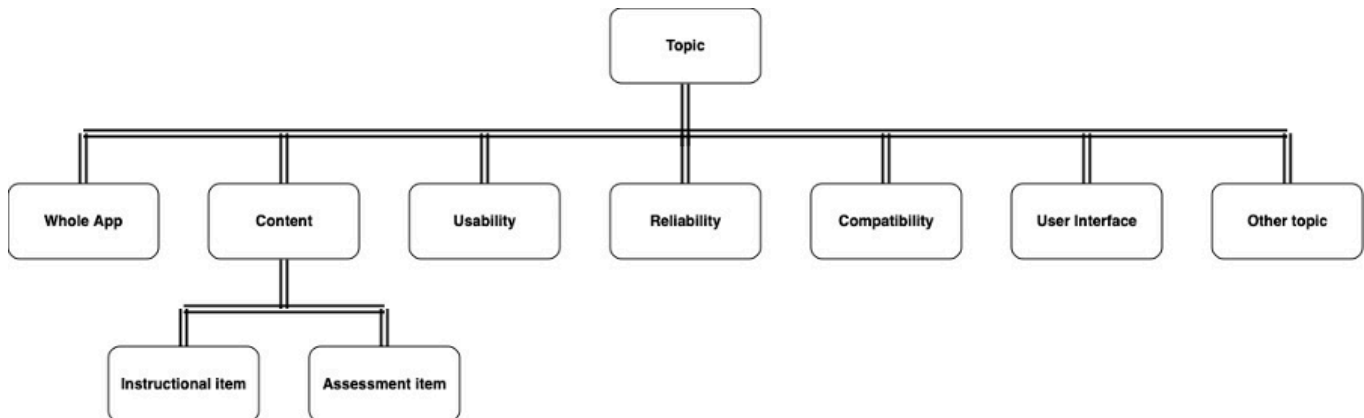 Topic
Whole App
Content
Usability
Reliability
Compatibility
User Interface
Other topic
Instructional item
Assessment item